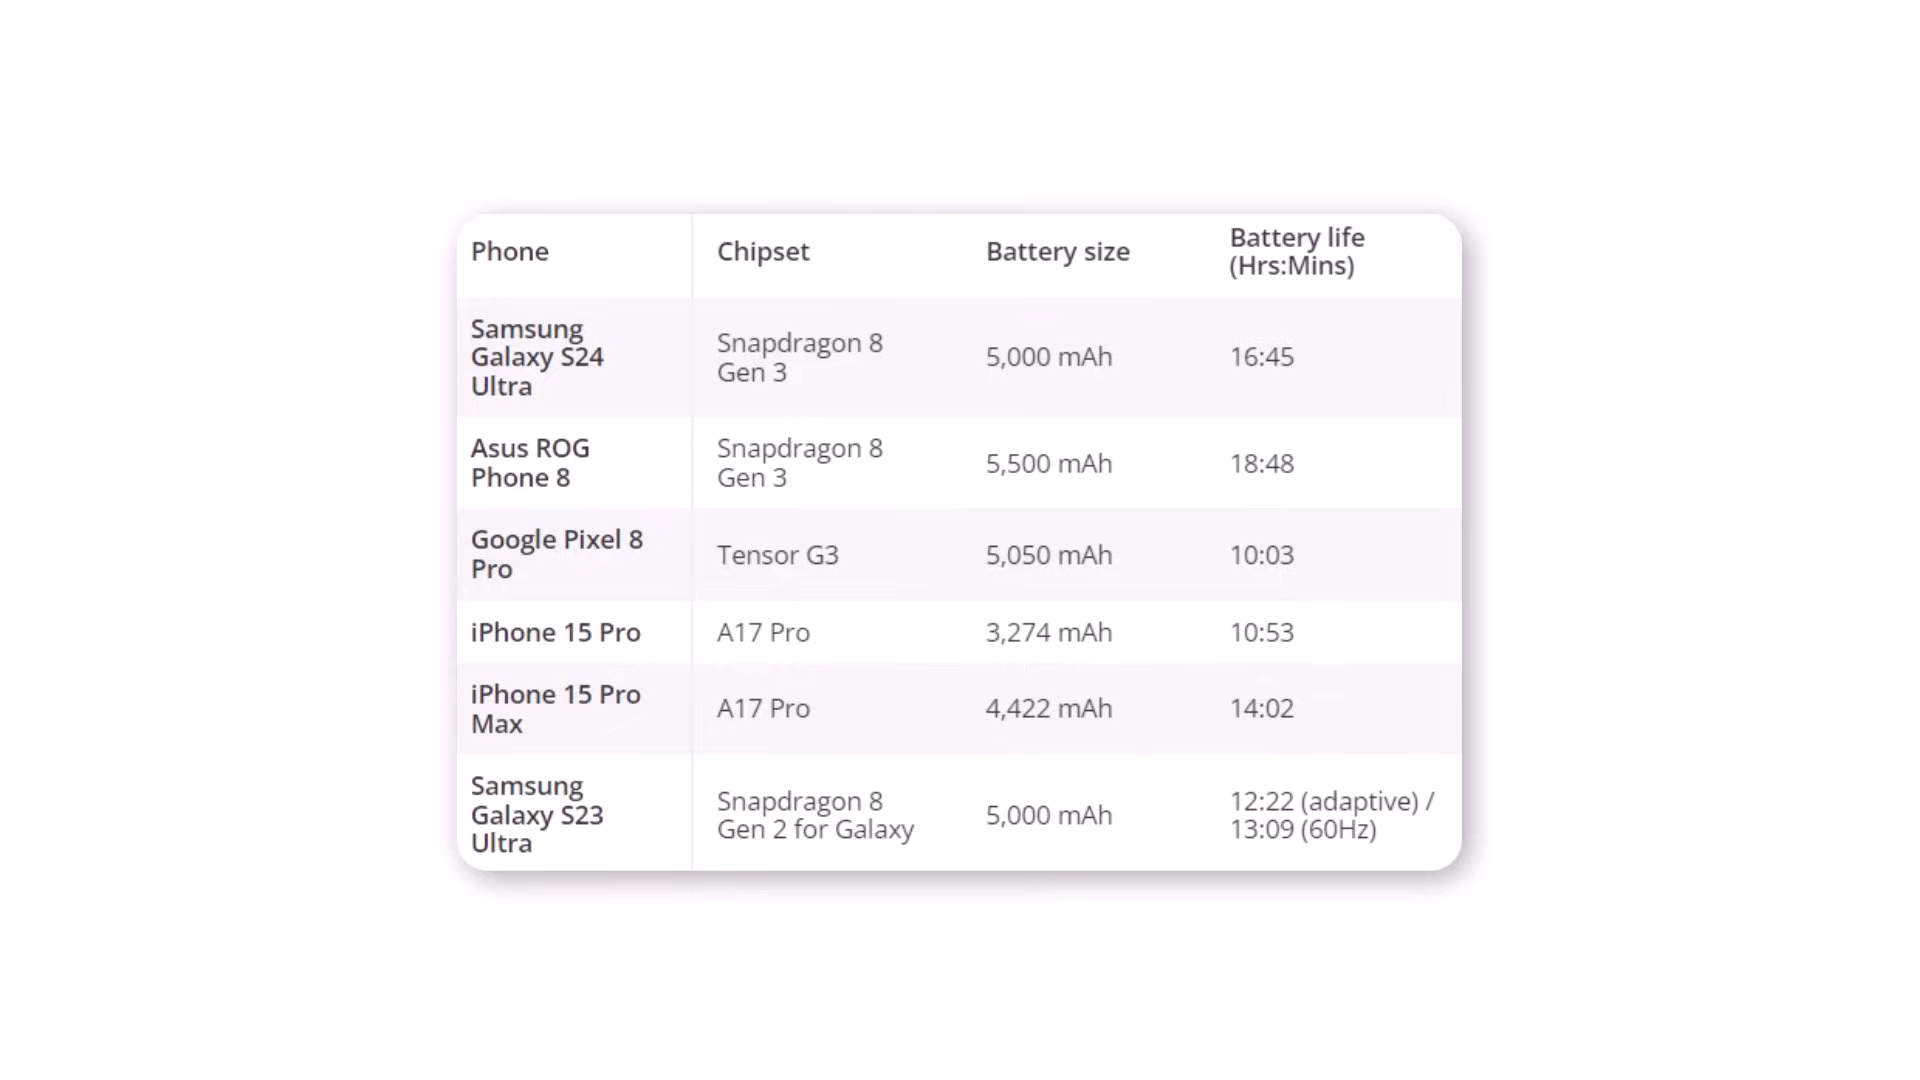 Phone
Chipset
Battery size
Battery life
(Hrs:Mins)
Samsung
Galaxy S24
Ultra
Snapdragon 8
Gen 3
5,000 mAh
16:45
Asus ROG
Phone 8
Snapdragon 8
Gen 3
5,500 mAh
18:48
Google Pixel 8
Pro
Tensor G3
5,050 mAh
10:03
iPhone 15 Pro
A17 Pro
3,274 mAh
10:53
iPhone 15 Pro
Max
A17 Pro
4,422 mAh
14:02
Samsung
Galaxy S23
Ultra
Snapdragon 8
Gen 2 for Galaxy
5,000 mAh
12:22 (adaptive) /
13:09 (60Hz)